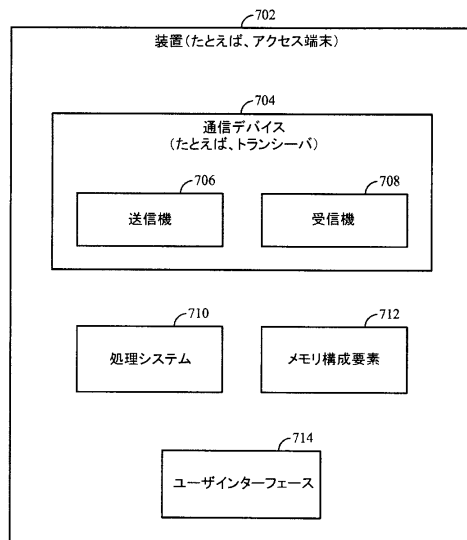 702
装置(たとえば、アクセス端末)
704
通信デバイス
(たとえば、トランシーバ)
706
708
送信機
受信機
710
712
処理システム
メモリ構成要素
714
ユーザインターフェース